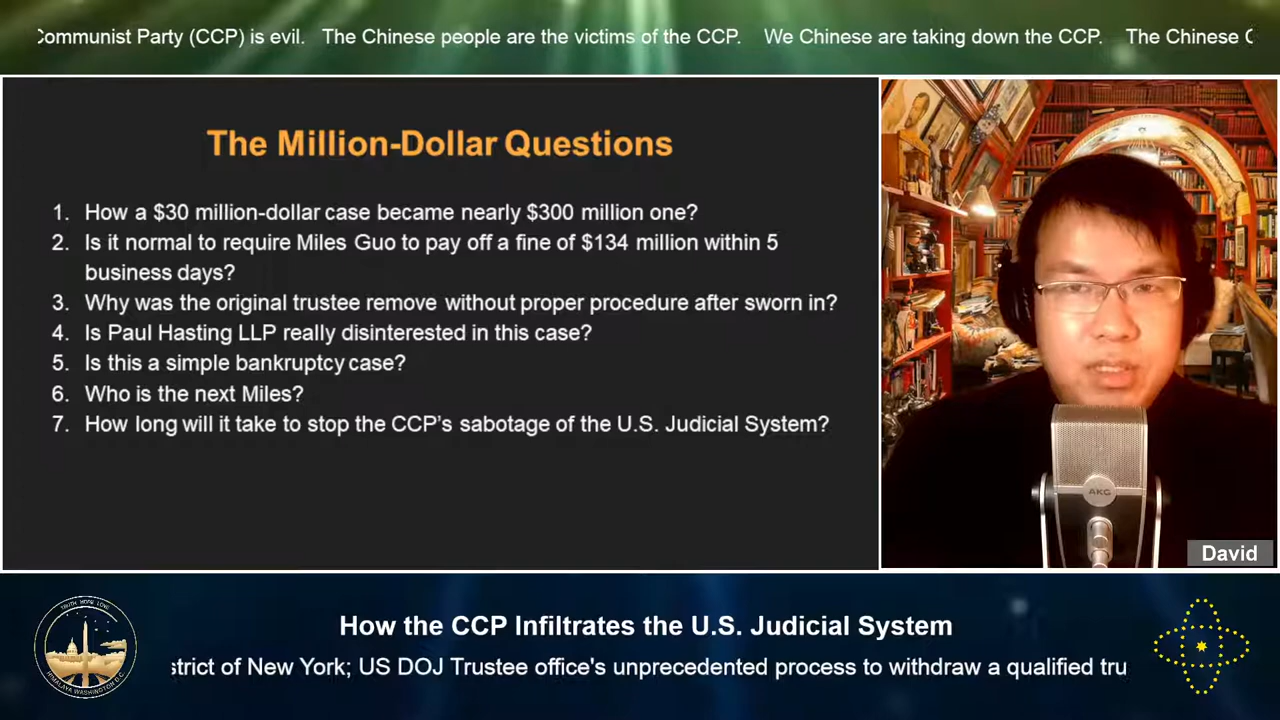 Communist Party (CCP) is evil. The Chinese people are the victims of the CCP. We Chinese are taking down the CCP. The Chinese
The Million-Dollar Questions
1. How a $30 million-dollar case became nearly $300 million one?
2. Is it normal to require Miles Guo to pay off a fine of $134 million within 5
business days?
3. Why was the original trustee remove without proper procedure after sworn in?
4. Is Paul Hasting LLP really disinterested in this case?
5. Is this a simple bankruptcy case?
6. Who is the next Miles?
7. How long will it take to stop the CCP's sabotage of the U.S. Judicial System?
AKG
David
TRUTH HOPE LOVE
HIMALAYA WASHINGTON D.C.
How the CCP Infiltrates the U.S. Judicial System
strict of New York; US DOJ Trustee office's unprecedented process to withdraw a qualified tru